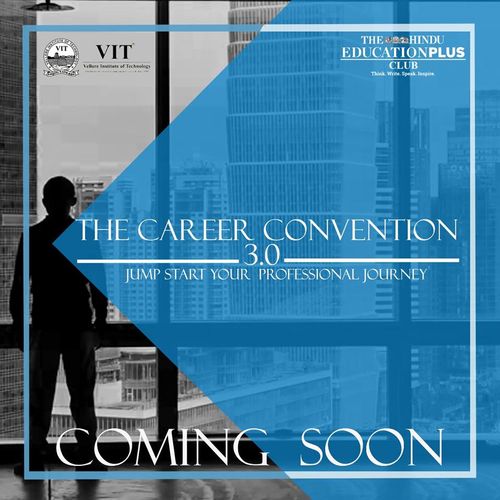 VIT
VIT
Vellore Institute of Technology
THE HINDU
EDUCATIONPLUS
CLUB
Think. Write. Speak. Inspire.
THE CAREER CONVENTION
3.0
JUMP START YOUR PROFESSIONAL JOURNEY
COMING SOON